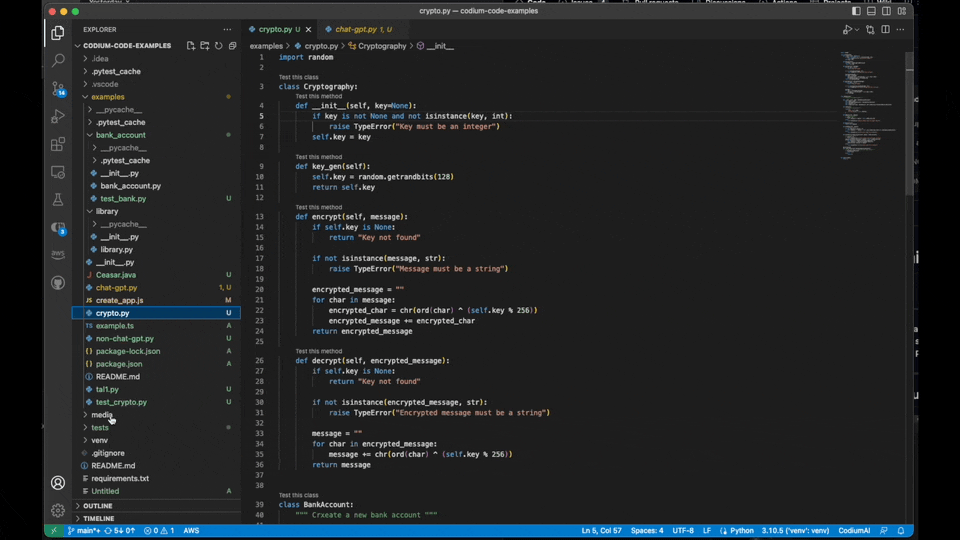 crypto.py — codium-code-examples
EXPLORER
CODIUM-CODE-EXAMPLES
.idea
.pytest_cache
.vscode
examples
__pycache__
.pytest_cache
bank_account
__pycache__
.pytest_cache
__init__.py
bank_account.py
test_bank.py U
library
__pycache__
__init__.py
library.py
__init__.py
Ceasar.java U
chat-gpt.py 1, U
create_app.js M
crypto.py U
example.ts A
non-chat-gpt.py U
package-lock.json A
package.json A
README.md
tal1.py U
test_crypto.py U
media
tests
venv
.gitignore
README.md
requirements.txt
Untitled A
OUTLINE
TIMELINE
14
3
aws
crypto.py U
chat-gpt.py 1, U
examples > crypto.py > Cryptography > __init__
1 import random
2
Test this class
3 class Cryptography:
Test this method
4 def __init__(self, key=None):
5 if key is not None and not isinstance(key, int):
6 raise TypeError("Key must be an integer")
7 self.key = key
8
Test this method
9 def key_gen(self):
10 self.key = random.getrandbits(128)
11 return self.key
12
Test this method
13 def encrypt(self, message):
14 if self.key is None:
15 return "Key not found"
16
17 if not isinstance(message, str):
18 raise TypeError("Message must be a string")
19
20 encrypted_message = ""
21 for char in message:
22 encrypted_char = chr(ord(char) ^ (self.key % 256))
23 encrypted_message += encrypted_char
24 return encrypted_message
25
Test this method
26 def decrypt(self, encrypted_message):
27 if self.key is None:
28 return "Key not found"
29
30 if not isinstance(encrypted_message, str):
31 raise TypeError("Encrypted message must be a string")
32
33 message = ""
34 for char in encrypted_message:
35 message += chr(ord(char) ^ (self.key % 256))
36 return message
37
38
Test this class
39 class BankAccount:
40 """ Crxeate a new bank account """
main*+ 5↓ 0↑ 0 1 AWS
Ln 5, Col 57 Spaces: 4 UTF-8 LF Python 3.10.5 ('venv': venv) CodiumAI